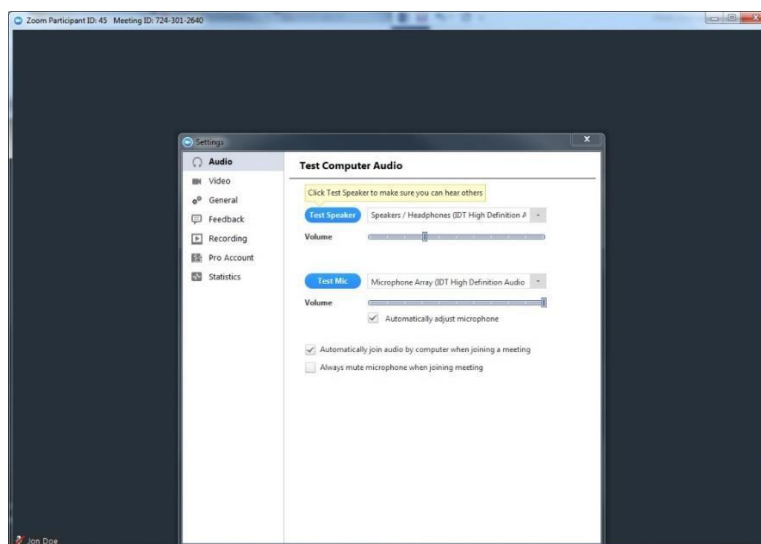 Zoom Participant ID: 45 Meeting ID: 724-301-2640
Settings
Audio
Video
General
Feedback
Recording
Pro Account
Statistics
Test Computer Audio
Click Test Speaker to make sure you can hear others
Test Speaker Speakers / Headphones (IDT High Definition A
Volume
Test Mic Microphone Array (IDT High Definition Audio
Volume
Automatically adjust microphone
Automatically join audio by computer when joining a meeting
Always mute microphone when joining meeting
Jon Doe